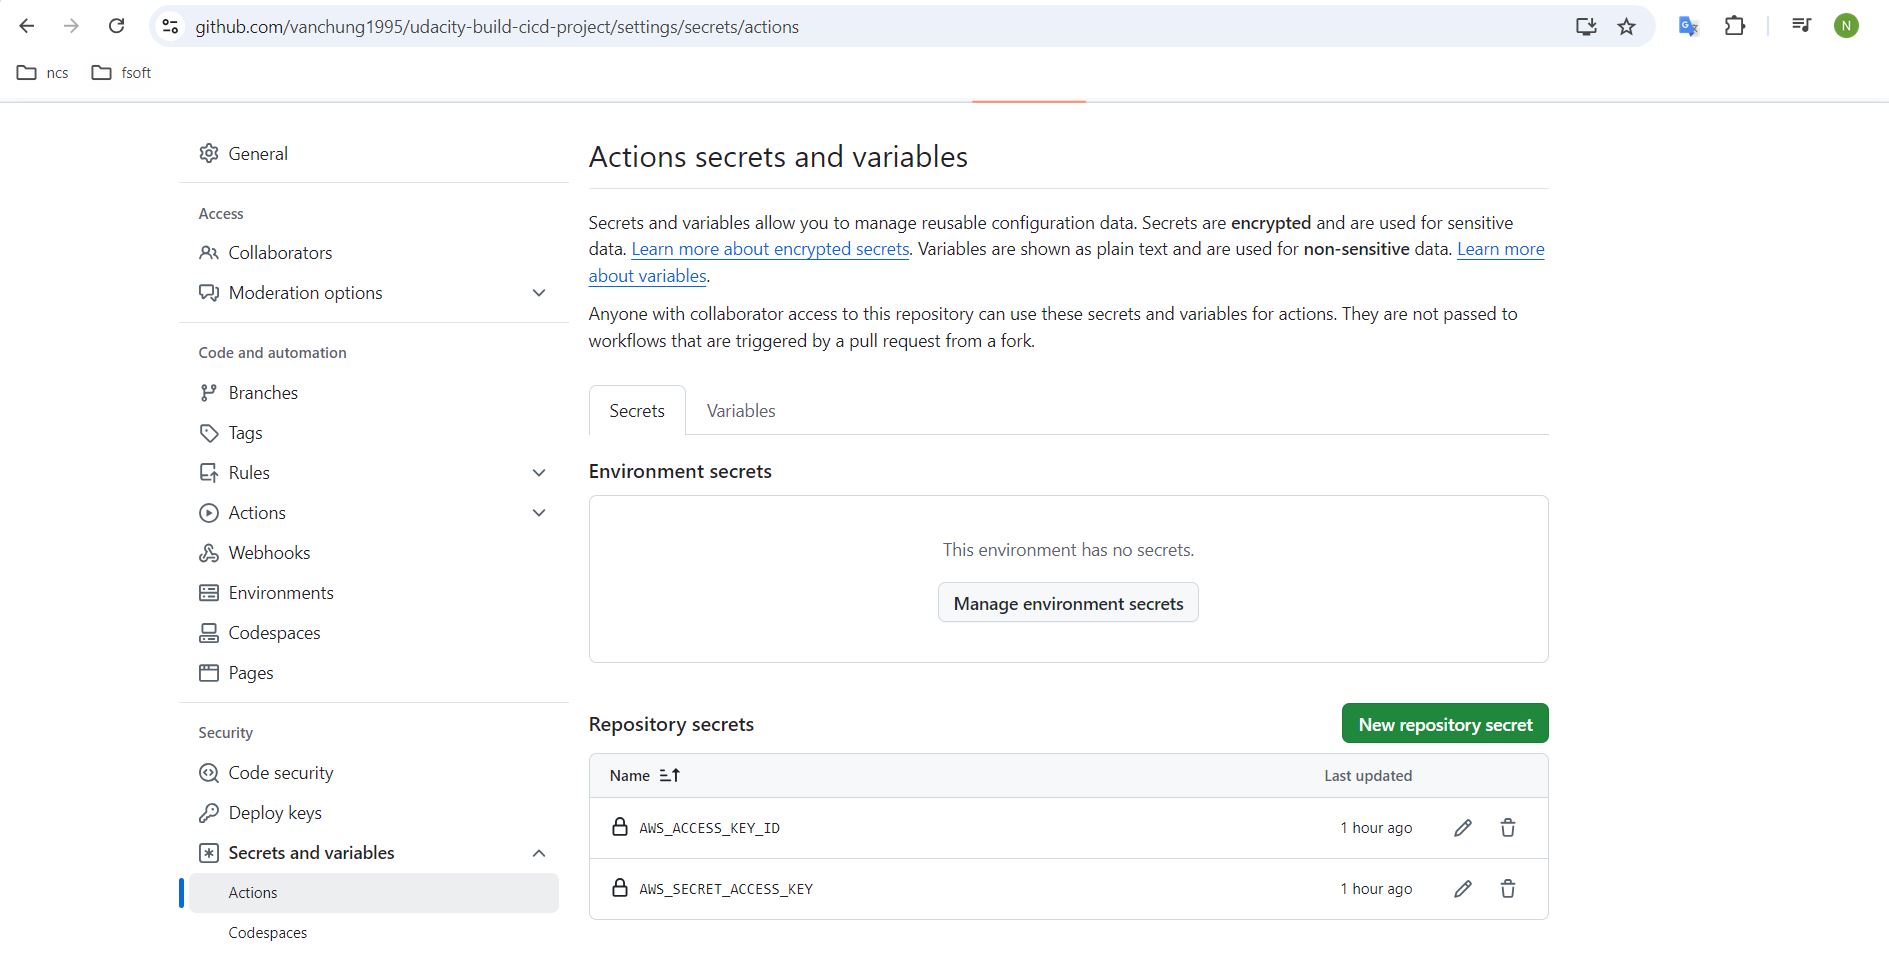 github.com/vanchung1995/udacity-build-cicd-project/settings/secrets/actions
N
ncs
fsoft
General
Access
Collaborators
Moderation options
Code and automation
Branches
Tags
Rules
Actions
Webhooks
Environments
Codespaces
Pages
Security
Code security
Deploy keys
Secrets and variables
Actions
Codespaces
Actions secrets and variables
Secrets and variables allow you to manage reusable configuration data. Secrets are encrypted and are used for sensitive
data. Learn more about encrypted secrets. Variables are shown as plain text and are used for non-sensitive data. Learn more
about variables.
Anyone with collaborator access to this repository can use these secrets and variables for actions. They are not passed to
workflows that are triggered by a pull request from a fork.
Secrets
Variables
Environment secrets
This environment has no secrets.
Manage environment secrets
Repository secrets
New repository secret
Name
Last updated
AWS_ACCESS_KEY_ID
1 hour ago
AWS_SECRET_ACCESS_KEY
1 hour ago